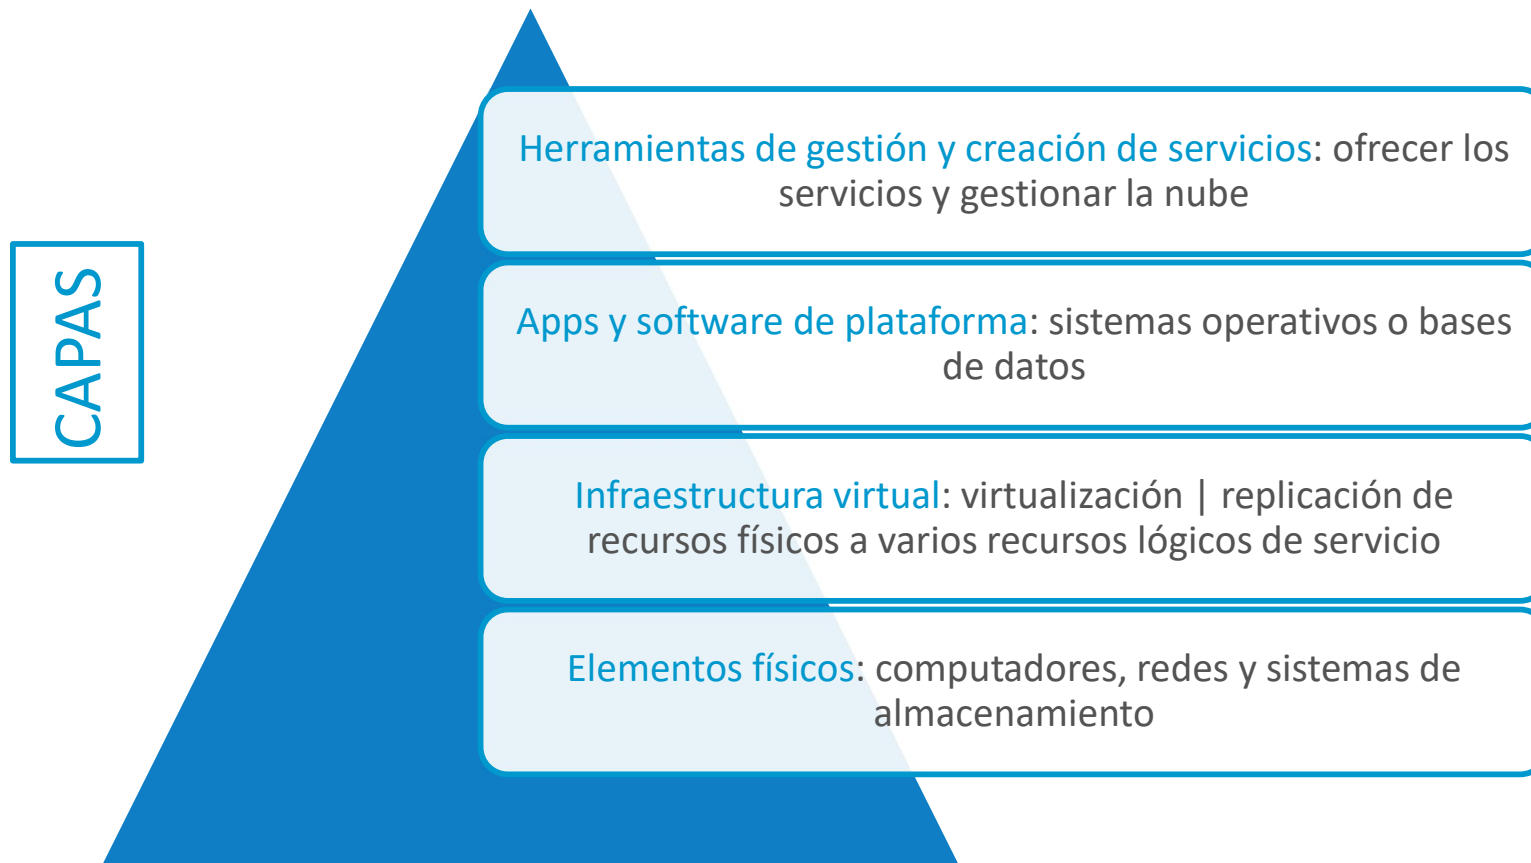 CAPAS
Herramientas de gestión y creación de servicios: ofrecer los
servicios y gestionar la nube
Apps y software de plataforma: sistemas operativos o bases
de datos
Infraestructura virtual: virtualización | replicación de
recursos físicos a varios recursos lógicos de servicio
Elementos físicos: computadores, redes y sistemas de
almacenamiento